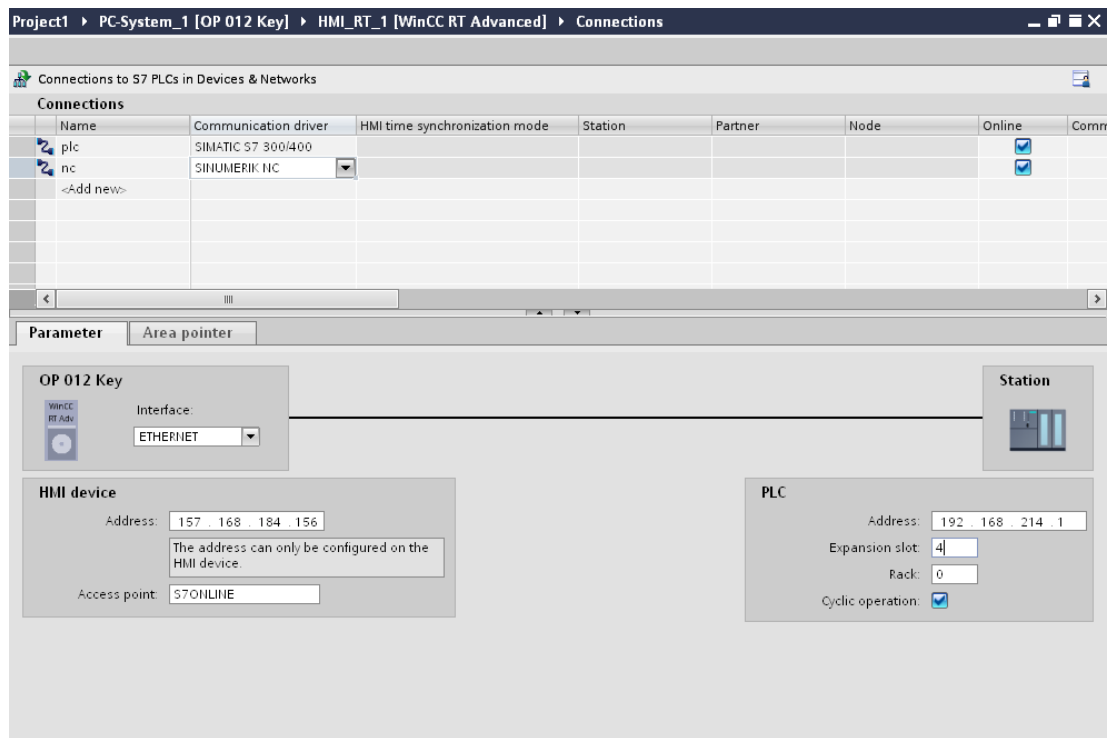 Project1 ▸ PC-System_1 [OP 012 Key] ▸ HMI_RT_1 [WinCC RT Advanced] ▸ Connections
Connections to S7 PLCs in Devices & Networks
Connections
Name Communication driver HMI time synchronization mode Station Partner Node Online Comm
plc SIMATIC S7 300/400
nc SINUMERIK NC
<Add new>
Parameter Area pointer
OP 012 Key
WinCC
RT Adv
Interface:
ETHERNET
Station
HMI device
Address: 157 . 168 . 184 .156
The address can only be configured on the
HMI device.
Access point: S7ONLINE
PLC
Address: 192 . 168 . 214 . 1
Expansion slot: 4
Rack: 0
Cyclic operation: